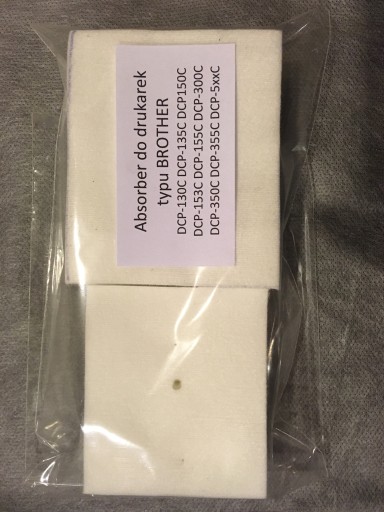 Absorber do drukarek
typu BROTHER
DCP-130C DCP-135C DCP150C
DCP-153C DCP-155C DCP-300C
DCP-350C DCP-355C DCP-5xxC